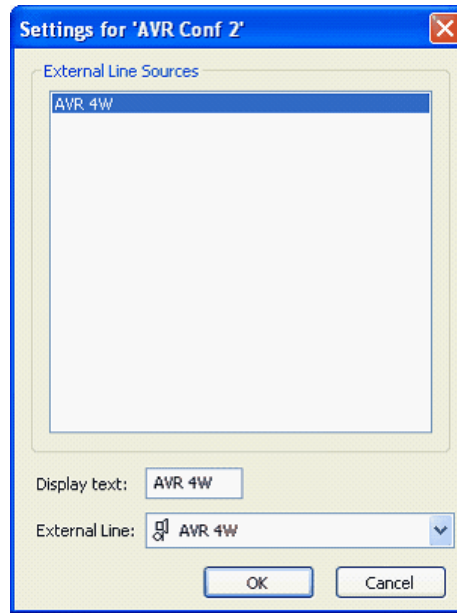 Settings for 'AVR Conf 2'
External Line Sources
AVR 4W
Display text: AVR 4W
External Line: AVR 4W
OK Cancel